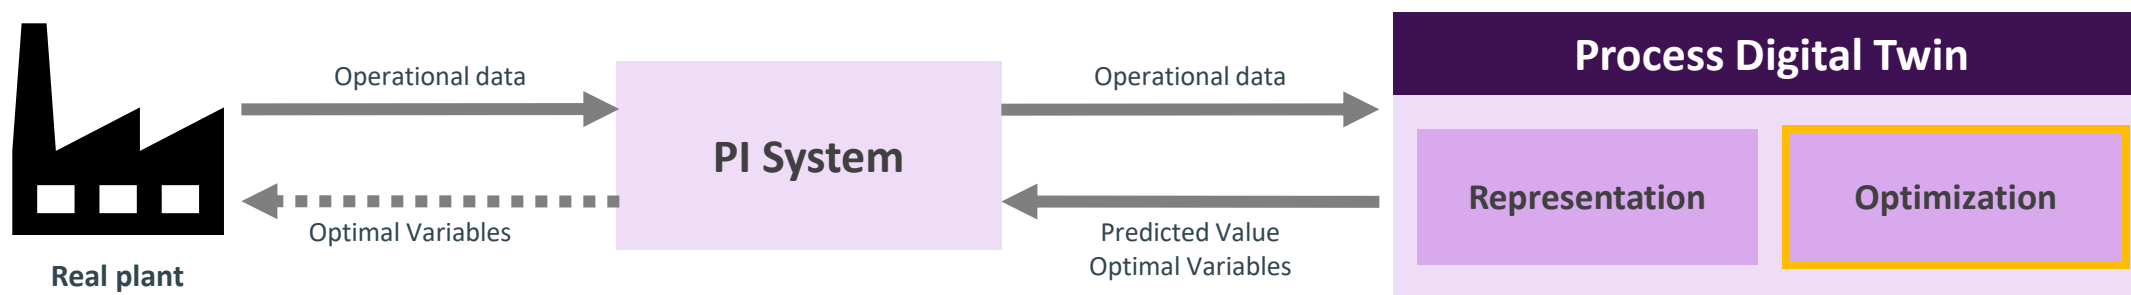 Real plant
Operational data
Optimal Variables
PI System
Operational data
Predicted Value
Optimal Variables
Process Digital Twin
Representation
Optimization